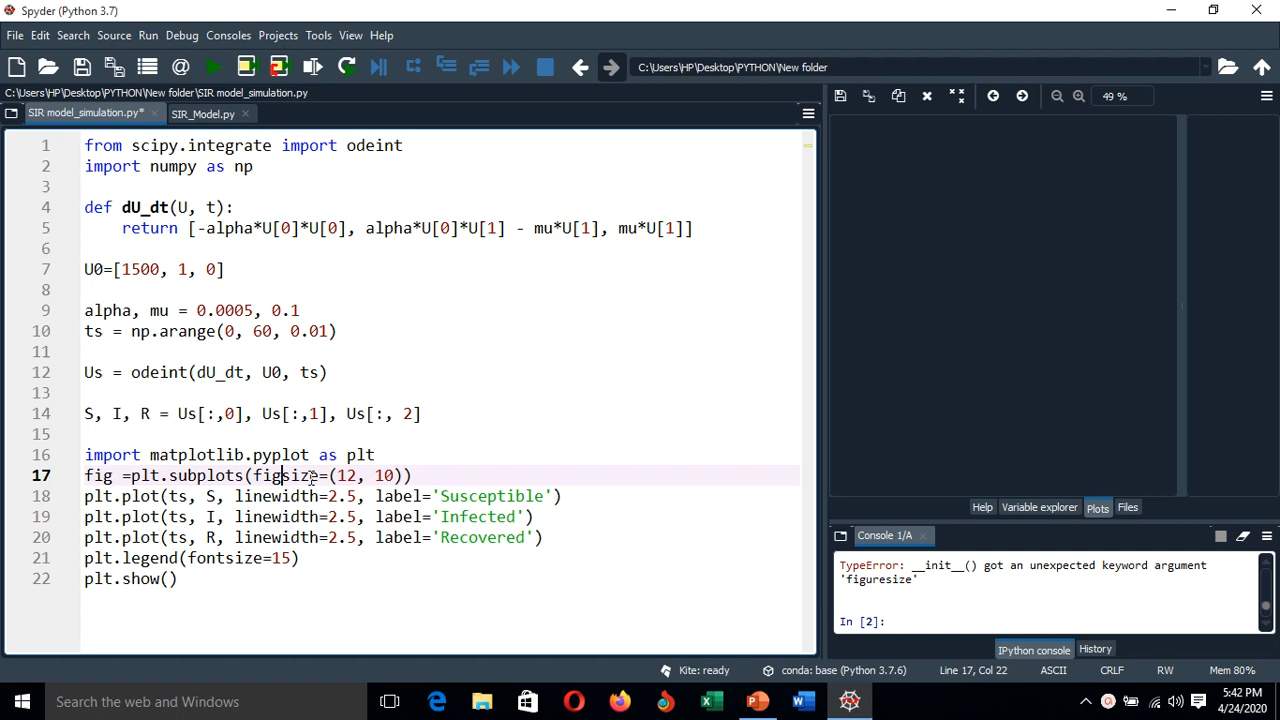 Spyder (Python 3.7)
File Edit Search Source Run Debug Consoles Projects Tools View Help
C:\Users\HP\Desktop\PYTHON\New folder
C:\Users\HP\Desktop\PYTHON\New folder\SIR model_simulation.py
SIR model_simulation.py* SIR_Model.py
49 %
1 from scipy.integrate import odeint
2 import numpy as np
3
4 def dU_dt(U, t):
5 return [-alpha*U[0]*U[0], alpha*U[0]*U[1] - mu*U[1], mu*U[1]]
6
7 U0=[1500, 1, 0]
8
9 alpha, mu = 0.0005, 0.1
10 ts = np.arange(0, 60, 0.01)
11
12 Us = odeint(dU_dt, U0, ts)
13
14 S, I, R = Us[:,0], Us[:,1], Us[:, 2]
15
16 import matplotlib.pyplot as plt
17 fig =plt.subplots(figsize=(12, 10))
18 plt.plot(ts, S, linewidth=2.5, label='Susceptible')
19 plt.plot(ts, I, linewidth=2.5, label='Infected')
20 plt.plot(ts, R, linewidth=2.5, label='Recovered')
21 plt.legend(fontsize=15)
22 plt.show()
Help Variable explorer Plots Files
Console 1/A
TypeError: __init__() got an unexpected keyword argument
'figuresize'
In [2]:
IPython console History
Kite: ready conda: base (Python 3.7.6) Line 17, Col 22 ASCII CRLF RW Mem 80%
Search the web and Windows
5:42 PM
4/24/2020